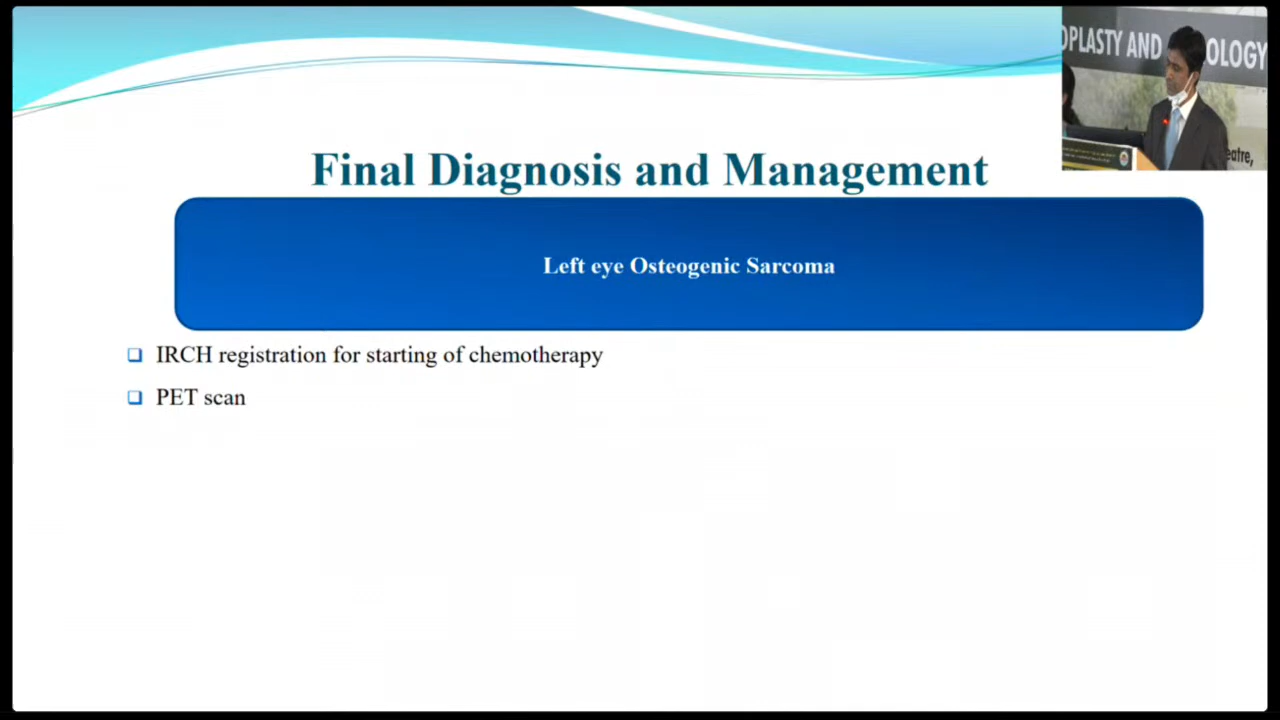 OPLASTY AND
OLOGY
eatre,
Final Diagnosis and Management
Left eye Osteogenic Sarcoma
IRCH registration for starting of chemotherapy
PET scan